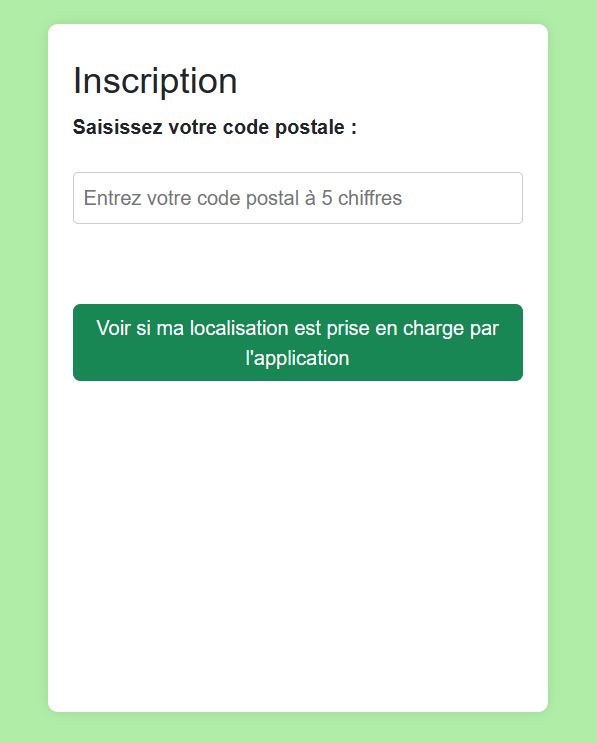 Inscription
Saisissez votre code postale :
Entrez votre code postal à 5 chiffres
Voir si ma localisation est prise en charge par
l'application